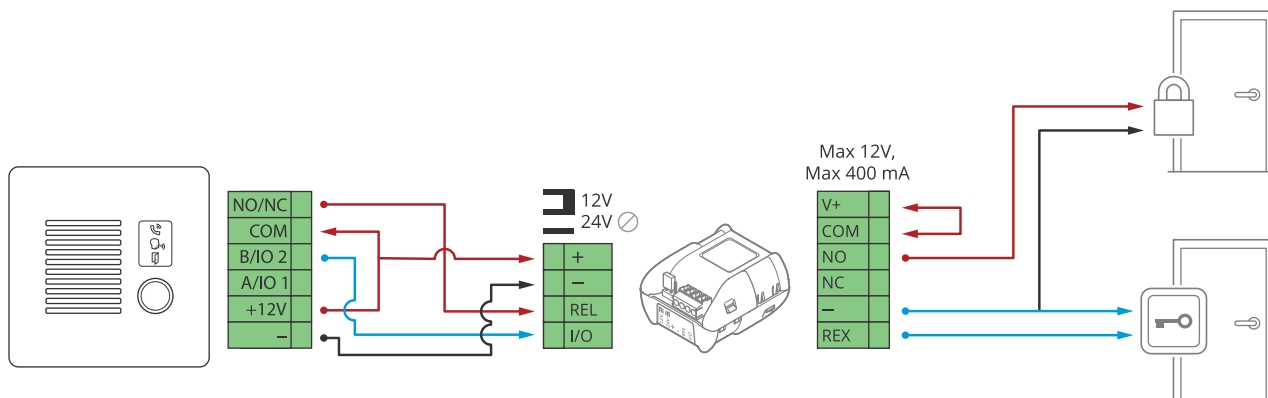 Max 12V,
Max 400 mA
12V
24V
NO/NC
COM
B/IO 2
A/IO 1
+12V
–
+
–
REL
I/O
V+
COM
NO
NC
–
REX